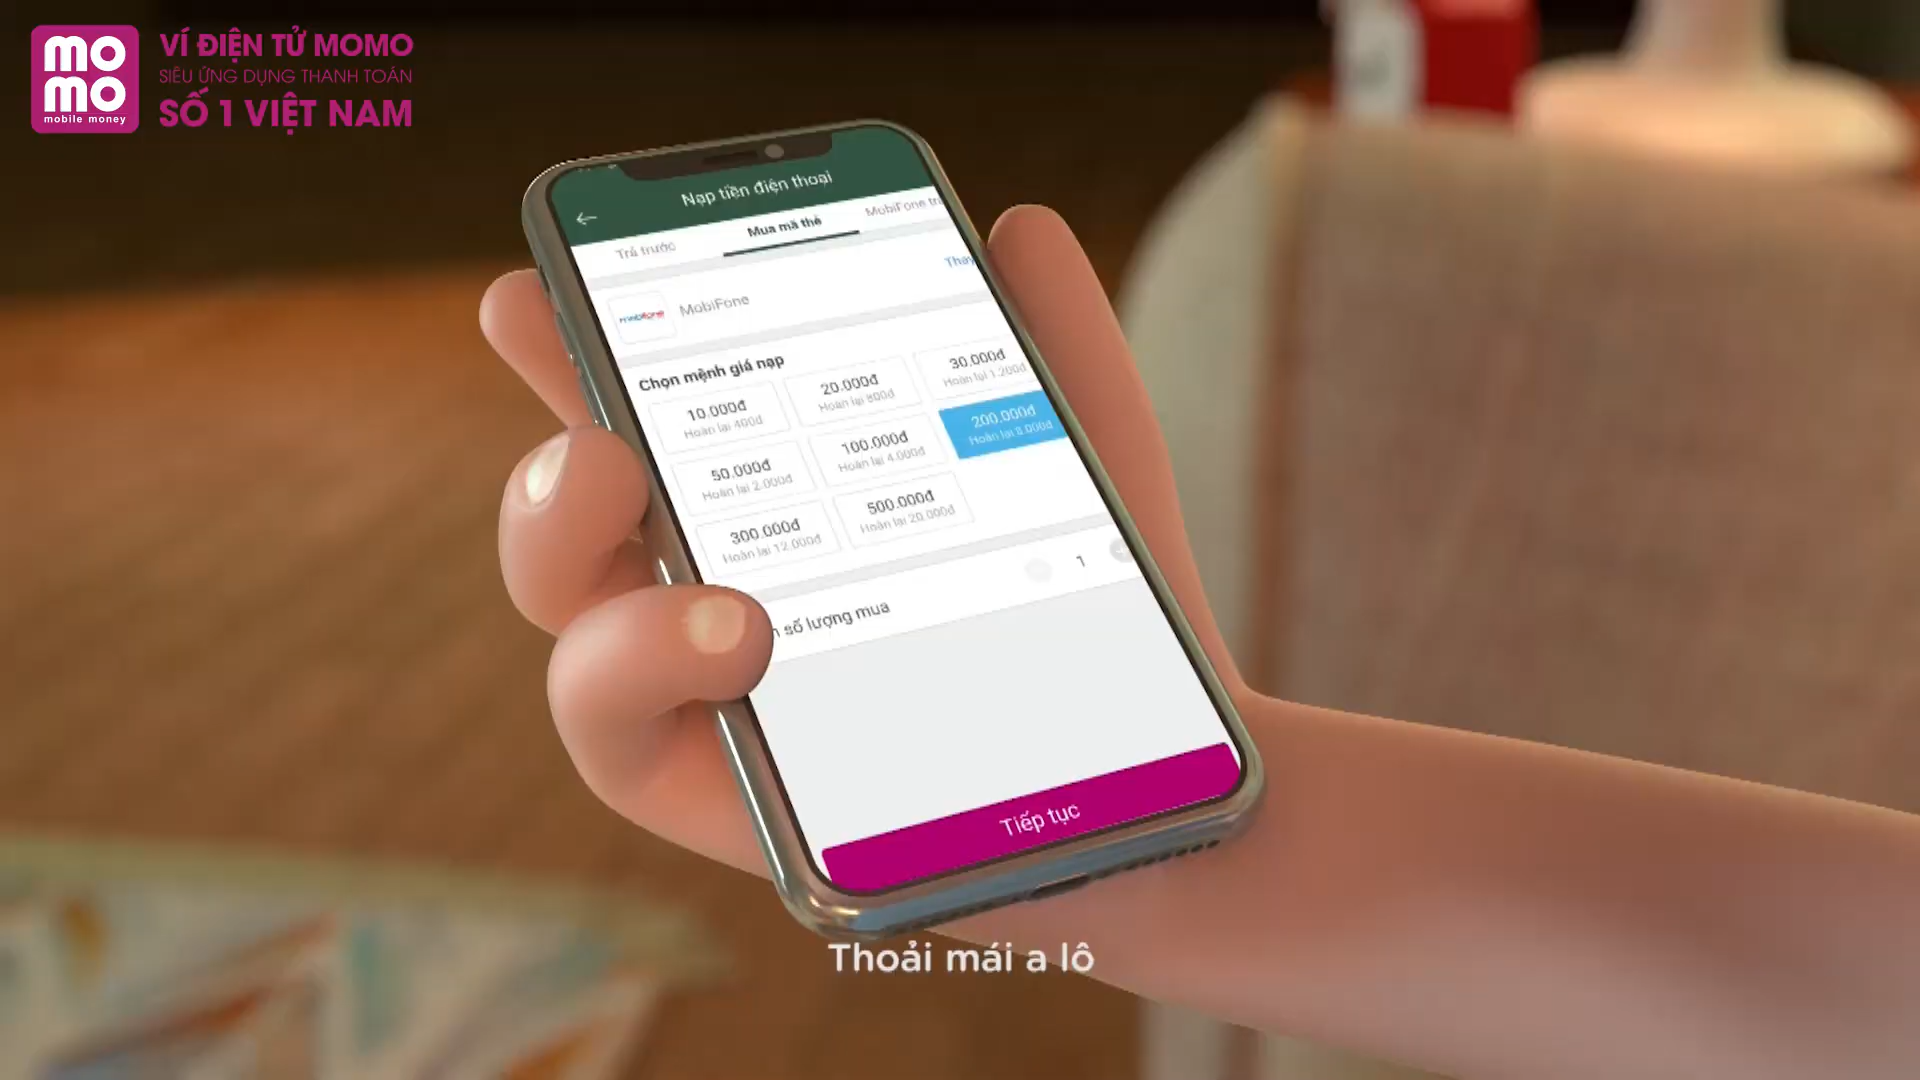 mo
mo
mobile money
VÍ ĐIỆN TỬ MOMO
SIÊU ỨNG DỤNG THANH TOÁN
SỐ 1 VIỆT NAM
Nạp tiền điện thoại
Trả trước
Mua mã thẻ
MobiFone
Thay
mobifone
MobiFone
Chọn mệnh giá nạp
10.000đ
Hoàn lại 400đ
20.000đ
Hoàn lại 800đ
30.000đ
Hoàn lại 1.200đ
50.000đ
Hoàn lại 2.000đ
100.000đ
Hoàn lại 4.000đ
200.000đ
Hoàn lại 8.000đ
300.000đ
Hoàn lại 12.000đ
500.000đ
Hoàn lại 20.000đ
số lượng mua
1
Tiếp tục
Thoải mái a lô